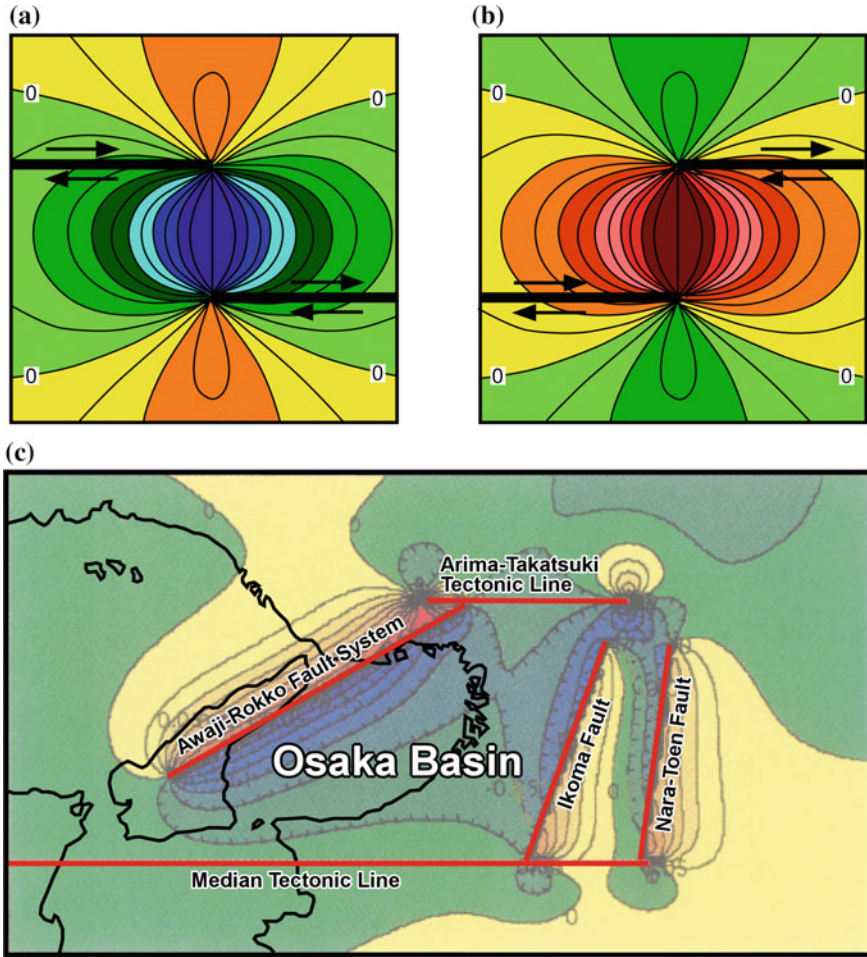 (a)
(b)
0
0
0
0
0
0
0
0
(c)
Arima-Takatsuki
Tectonic Line
Awaji-Rokko Fault System
Osaka Basin
Ikoma Fault
Nara-Toen Fault
Median Tectonic Line
0